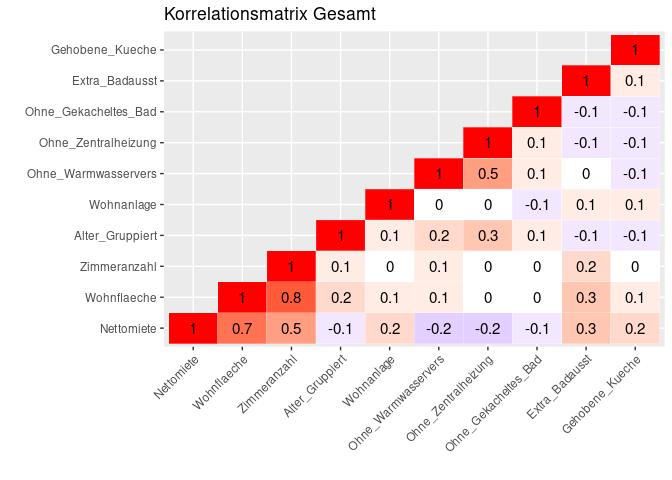 Korrelationsmatrix Gesamt
Gehobene_Kueche 1
Extra_Badausst 1 0.1
Ohne_Gekacheltes_Bad 1 -0.1 -0.1
Ohne_Zentralheizung 1 0.1 -0.1 -0.1
Ohne_Warmwasservers 1 0.5 0.1 0 -0.1
Wohnanlage 1 0 0 -0.1 0.1 0.1
Alter_Gruppiert 1 0.1 0.2 0.3 0.1 -0.1 -0.1
Zimmeranzahl 1 0.1 0 0.1 0 0 0.2 0
Wohnflaeche 1 0.8 0.2 0.1 0.1 0 0 0.3 0.1
Nettomiete 1 0.7 0.5 -0.1 0.2 -0.2 -0.2 -0.1 0.3 0.2
Nettomiete
Wohnflaeche
Zimmeranzahl
Alter_Gruppiert
Wohnanlage
Ohne_Warmwasservers
Ohne_Zentralheizung
Ohne_Gekacheltes_Bad
Extra_Badausst
Gehobene_Kueche